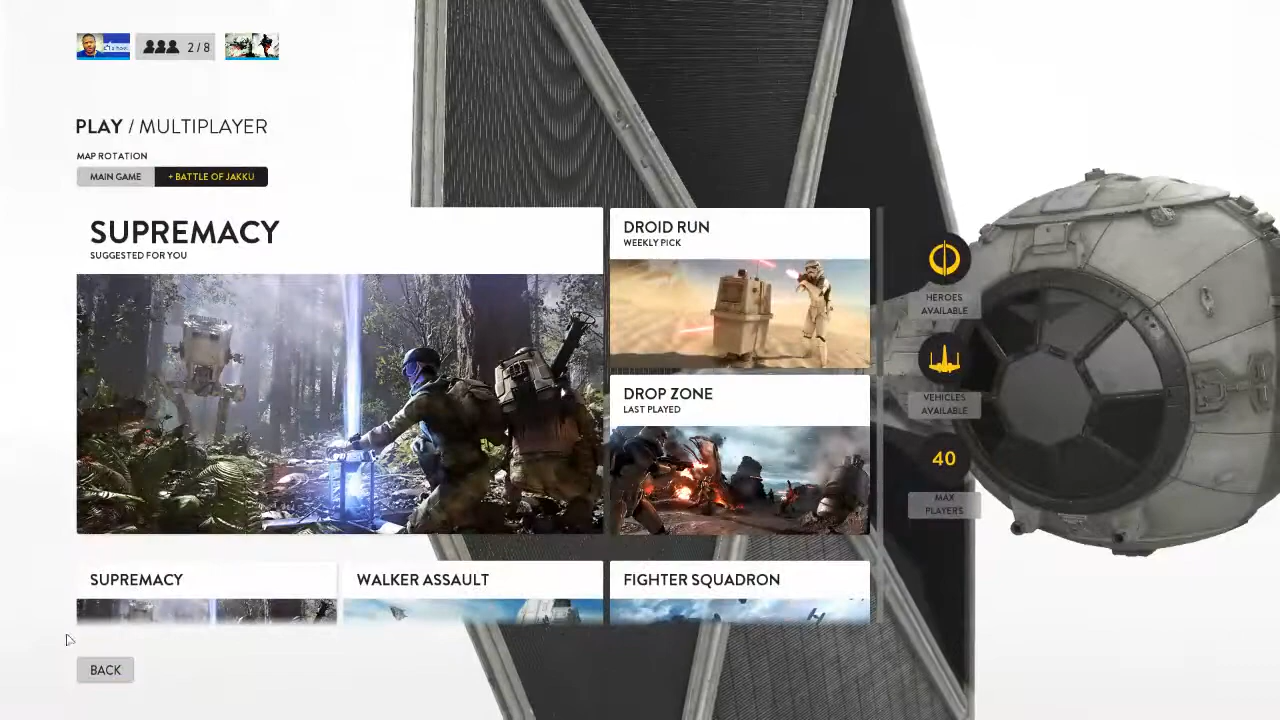 2/8
PLAY / MULTIPLAYER
MAP ROTATION
MAIN GAME
+ BATTLE OF JAKKU
SUPREMACY
SUGGESTED FOR YOU
DROID RUN
WEEKLY PICK
HEROES
AVAILABLE
VEHICLES
AVAILABLE
DROP ZONE
LAST PLAYED
40
MAX
PLAYERS
SUPREMACY
WALKER ASSAULT
FIGHTER SQUADRON
BACK